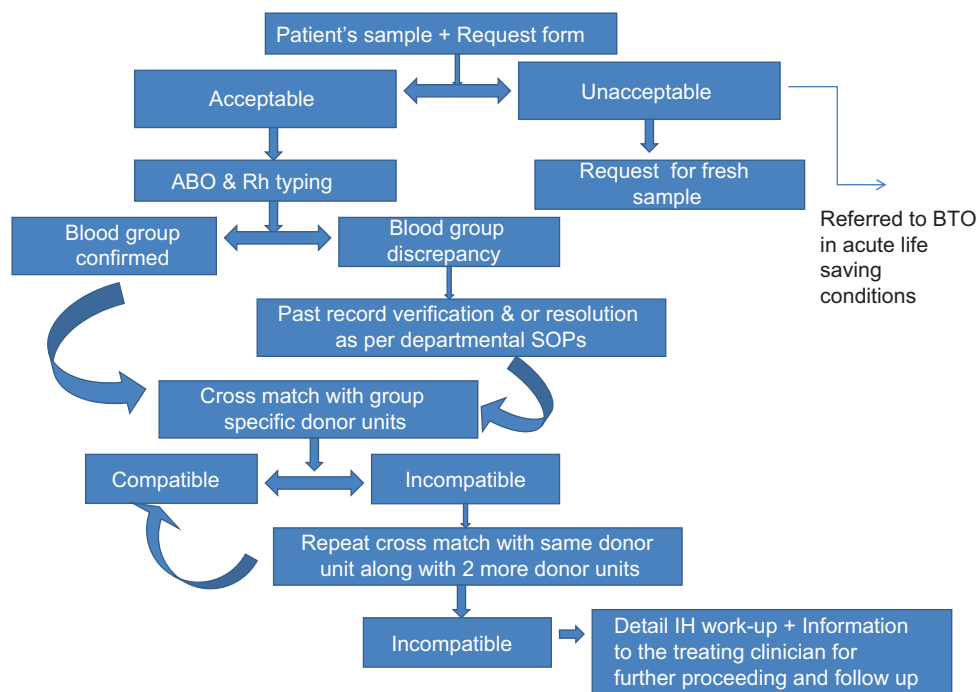 Patient's sample + Request form
Acceptable
Unacceptable
ABO & Rh typing
Request for fresh
sample
Referred to BTO
in acute life
saving
conditions
Blood group
confirmed
Blood group
discrepancy
Past record verification & or resolution
as per departmental SOPs
Cross match with group
specific donor units
Compatible
Incompatible
Repeat cross match with same donor
unit along with 2 more donor units
Incompatible
Detail IH work-up + Information
to the treating clinician for
further proceeding and follow up